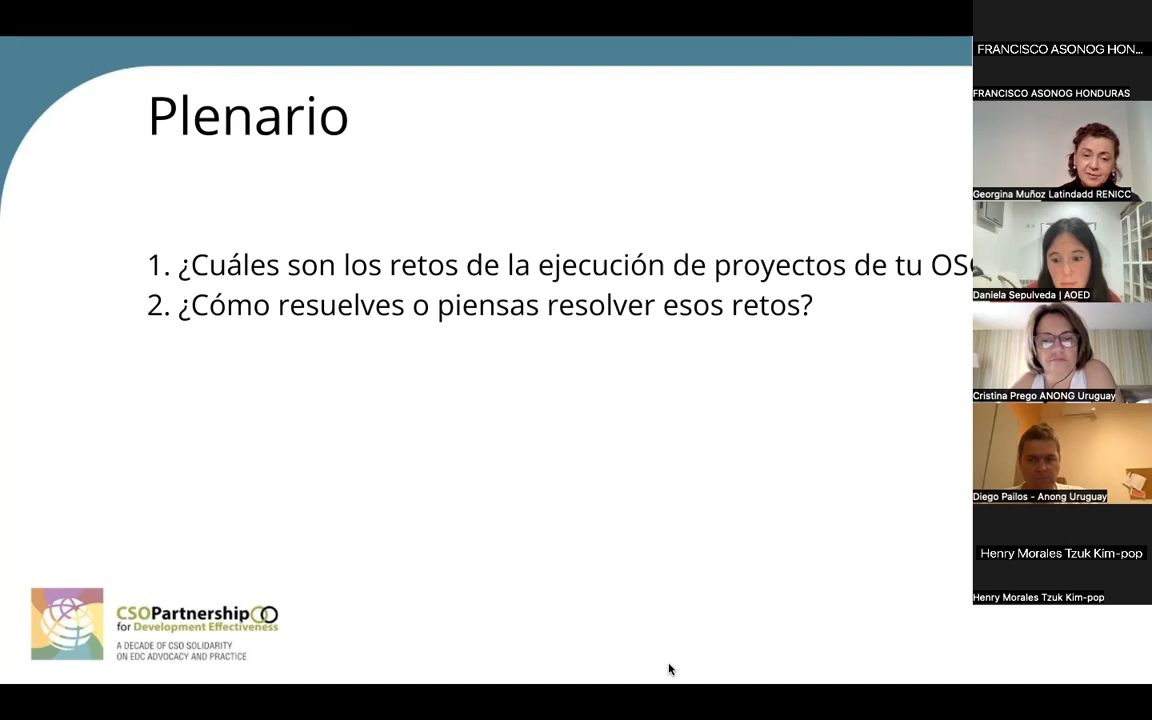 Plenario
1. ¿Cuáles son los retos de la ejecución de proyectos de tu
2. ¿Cómo resuelves o piensas resolver esos retos?
CSOPartnership
for Development Effectiveness
A DECADE OF CSO SOLIDARITY
ON EDC ADVOCACY AND PRACTICE
FRANCISCO ASONOG HON...
FRANCISCO ASONOG HONDURAS
Georgina Muñoz Latindadd RENICC
Daniela Sepulveda | AOED
Cristina Prego ANONG Uruguay
Diego Pailos - Anong Uruguay
Henry Morales Tzuk Kim-pop
Henry Morales Tzuk Kim-pop